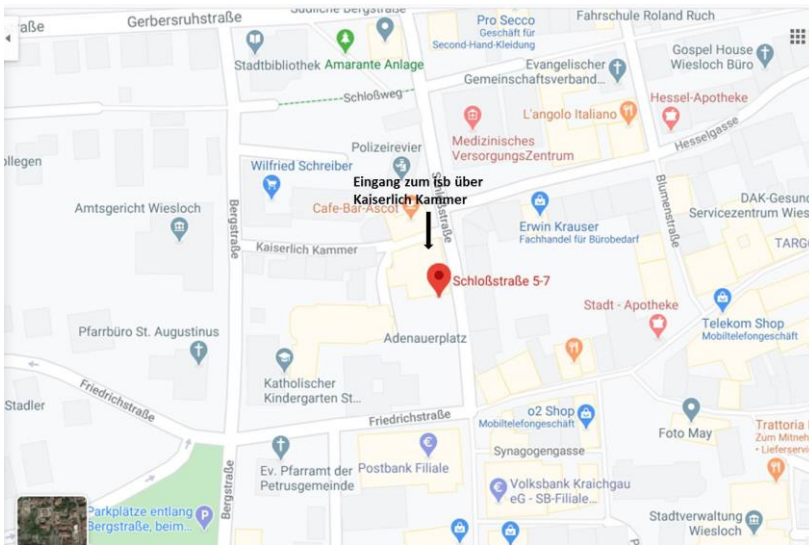 Südliche Bergstraße
Gerbersruhstraße
raße
Pro Secco
Geschäft für
Second-Hand-Kleidung
Fahrschule Roland Ruch
Stadtbibliothek
Amarante Anlage
Evangelischer
Gemeinschaftsverband...
Gospel House
Wiesloch Büro
Schloßweg
L'angolo Italiano
Hessel-Apotheke
Medizinisches
VersorgungsZentrum
Hesselgasse
Polizeirevier
ollegen
Wilfried Schreiber
Eingang zum isb über
Kaiserlich Kammer
Schloßstraße
Cafe-Bar-Ascot
Amtsgericht Wiesloch
Bergstraße
Blumenstraße
DAK-Gesund
Servicezentrum Wies
Erwin Krauser
Fachhandel für Bürobedarf
Kaiserlich Kammer
TARGO
Schloßstraße 5-7
Stadt - Apotheke
Telekom Shop
Mobiltelefongeschäft
Pfarrbüro St. Augustinus
Adenauerplatz
Katholischer
Kindergarten St...
Friedrichstraße
Stadler
Friedrichstraße
o2 Shop
Mobiltelefongeschäft
Foto May
Trattoria
Zum Mitneh
• Lieferservi
Synagogengasse
Ev. Pfarramt der
Petrusgemeinde
Postbank Filiale
Bergstraße
Volksbank Kraichgau
eG - SB-Filiale...
Parkplätze entlang
Bergstraße, beim...
Stadtverwaltung
Wiesloch